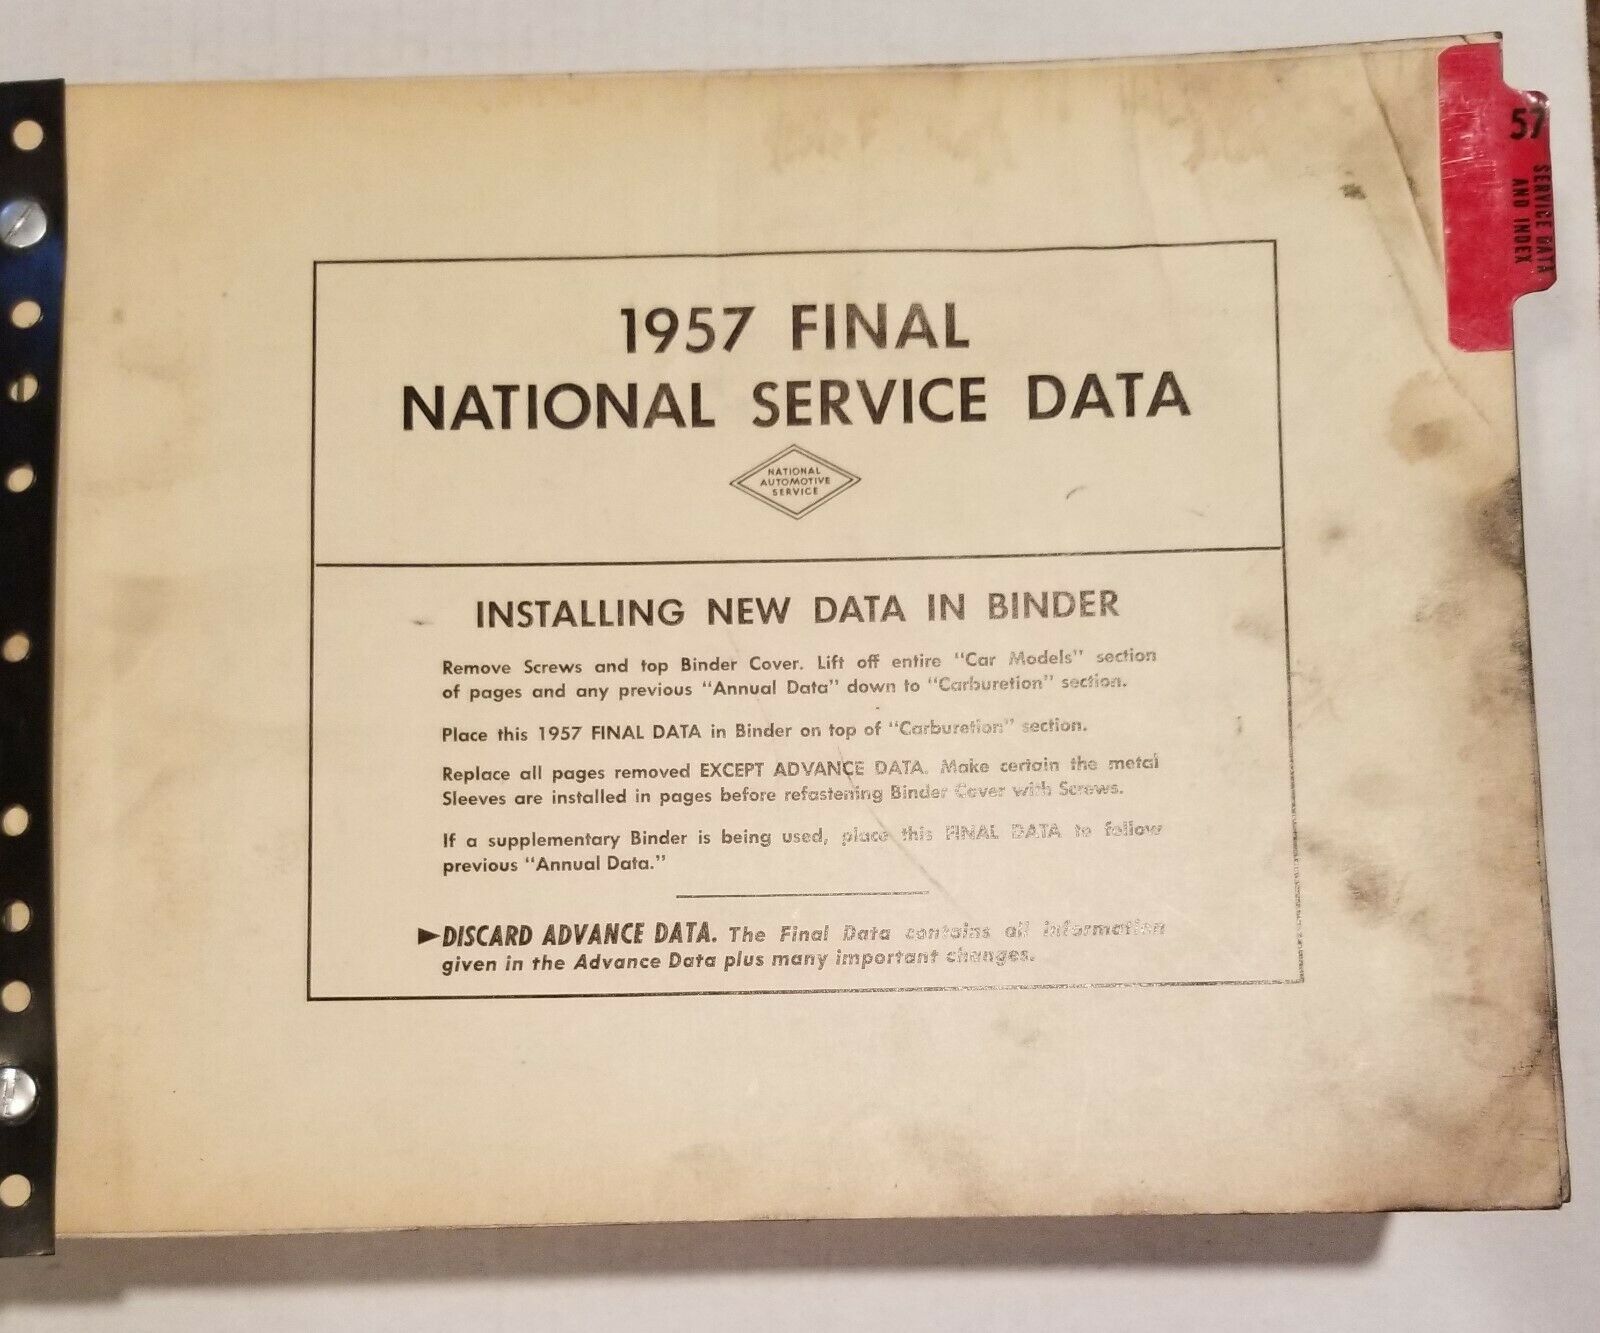 57
SERVICE DATA
AND INDEX
1957 FINAL
NATIONAL SERVICE DATA
NATIONAL
AUTOMOTIVE
SERVICE
INSTALLING NEW DATA IN BINDER
Remove Screws and top Binder Cover. Lift off entire "Car Models" section
of pages and any previous "Annual Data" down to "Carburetion" section.
Place this 1957 FINAL DATA in Binder on top of "Carburetion" section.
Replace all pages removed EXCEPT ADVANCE DATA. Make certain the metal
Sleeves are installed in pages before refastening Binder Cover with Screws.
If a supplementary Binder is being used, place this FINAL DATA to follow
previous "Annual Data."
►DISCARD ADVANCE DATA. The Final Data contains all information
given in the Advance Data plus many important changes.